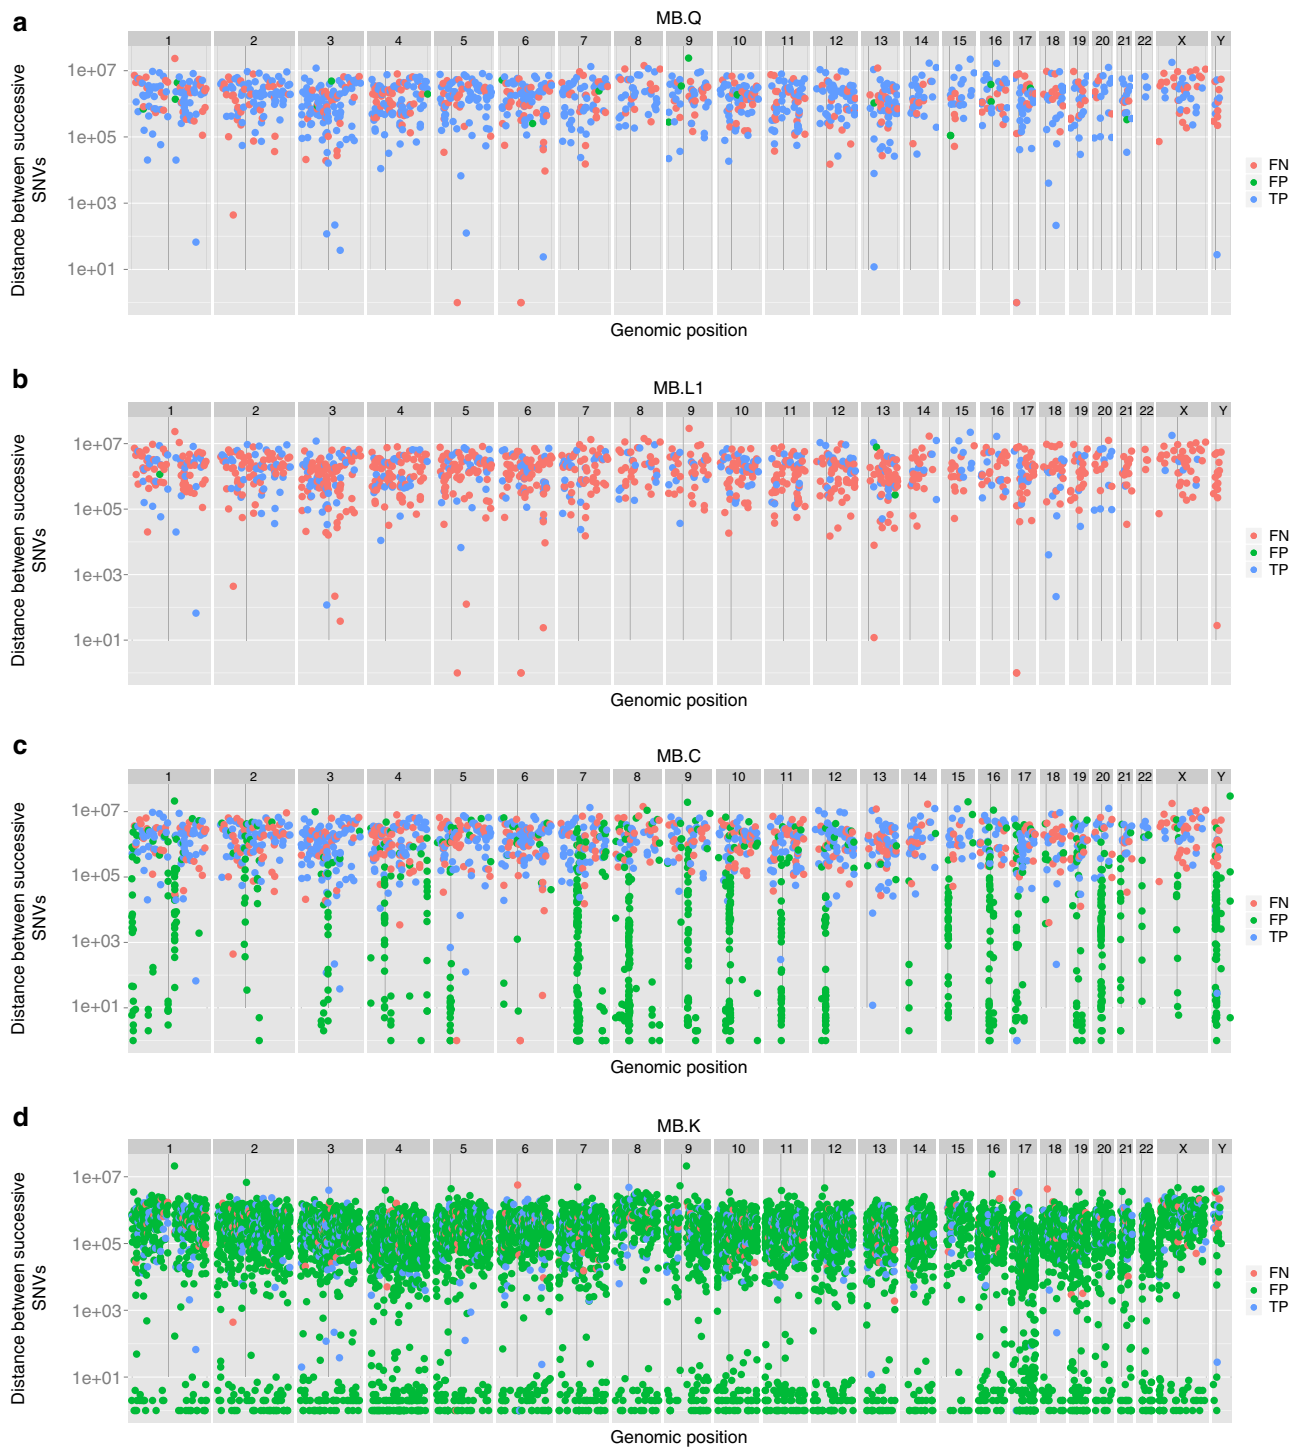 a
MB.Q
1 2 3 4 5 6 7 8 9 10 11 12 13 14 15 16 17 18 19 20 21 22 X Y
Distance between successive
SNVs
1e+07
1e+05
1e+03
1e+01
FN
FP
TP
Genomic position
b
MB.L1
1 2 3 4 5 6 7 8 9 10 11 12 13 14 15 16 17 18 19 20 21 22 X Y
Distance between successive
SNVs
1e+07
1e+05
1e+03
1e+01
FN
FP
TP
Genomic position
c
MB.C
1 2 3 4 5 6 7 8 9 10 11 12 13 14 15 16 17 18 19 20 21 22 X Y
Distance between successive
SNVs
1e+07
1e+05
1e+03
1e+01
FN
FP
TP
Genomic position
d
MB.K
1 2 3 4 5 6 7 8 9 10 11 12 13 14 15 16 17 18 19 20 21 22 X Y
Distance between successive
SNVs
1e+07
1e+05
1e+03
1e+01
FN
FP
TP
Genomic position